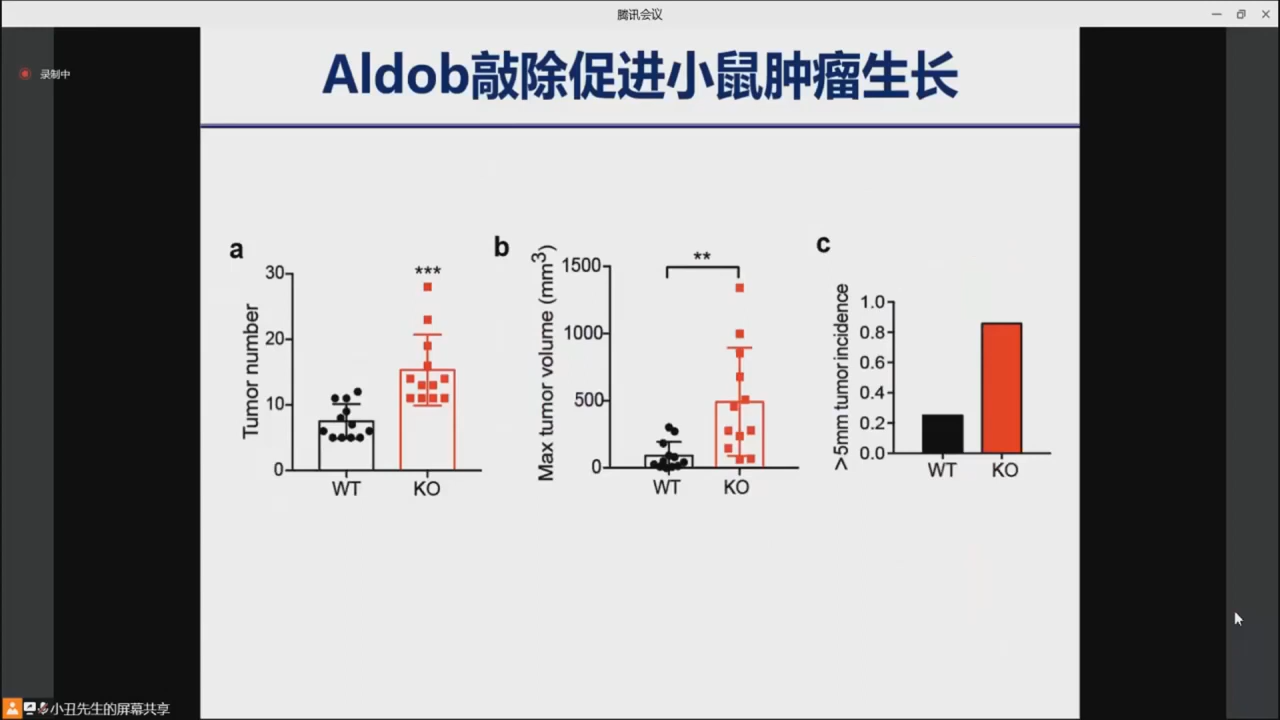 腾讯会议
录制中
Aldob敲除促进小鼠肿瘤生长
a
Tumor number
30
20
10
0
***
WT
KO
b
Max tumor volume (mm³)
1500
1000
500
0
**
WT
KO
c
>5mm tumor incidence
1.0
0.8
0.6
0.4
0.2
0.0
WT
KO
小丑先生的屏幕共享